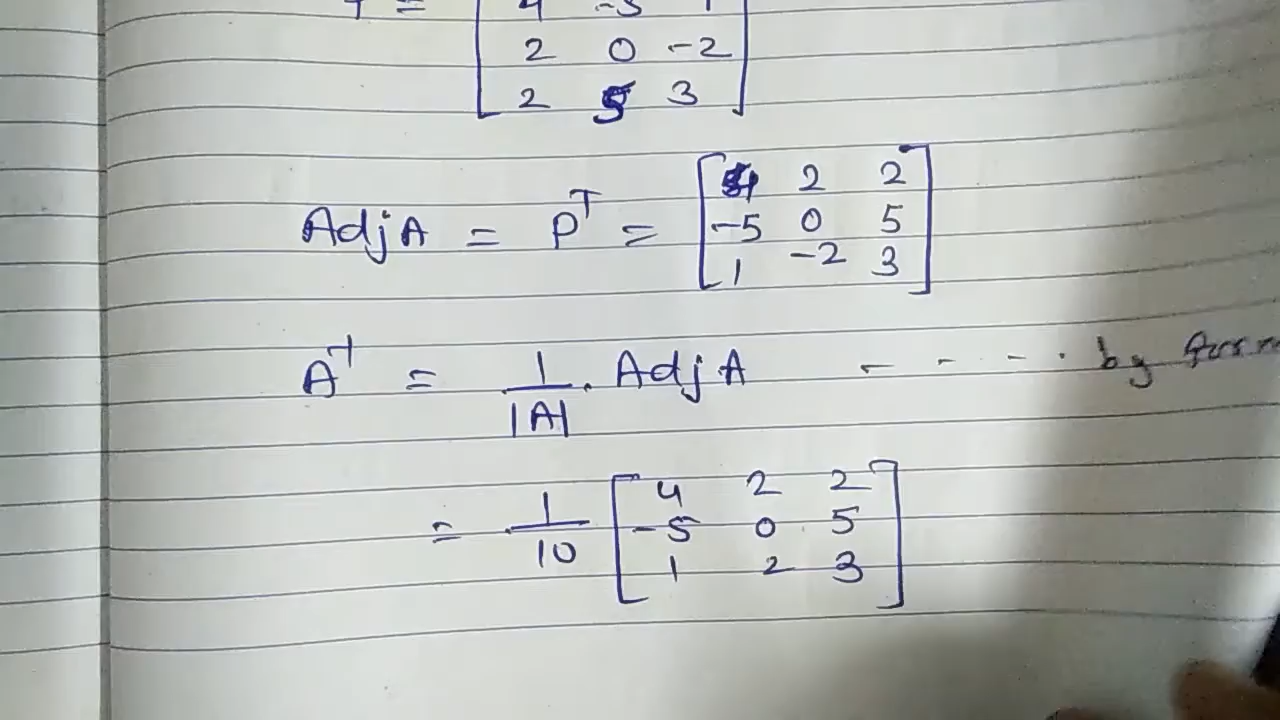 = 4 -5 1
2 0 -2
2 5 3
AdjA = P^T = [4 2 2
-5 0 5
1 -2 3]
A^-1 = 1/|A| . AdjA - - - . by
= 1/10 [4 2 2
-5 0 5
1 2 3]